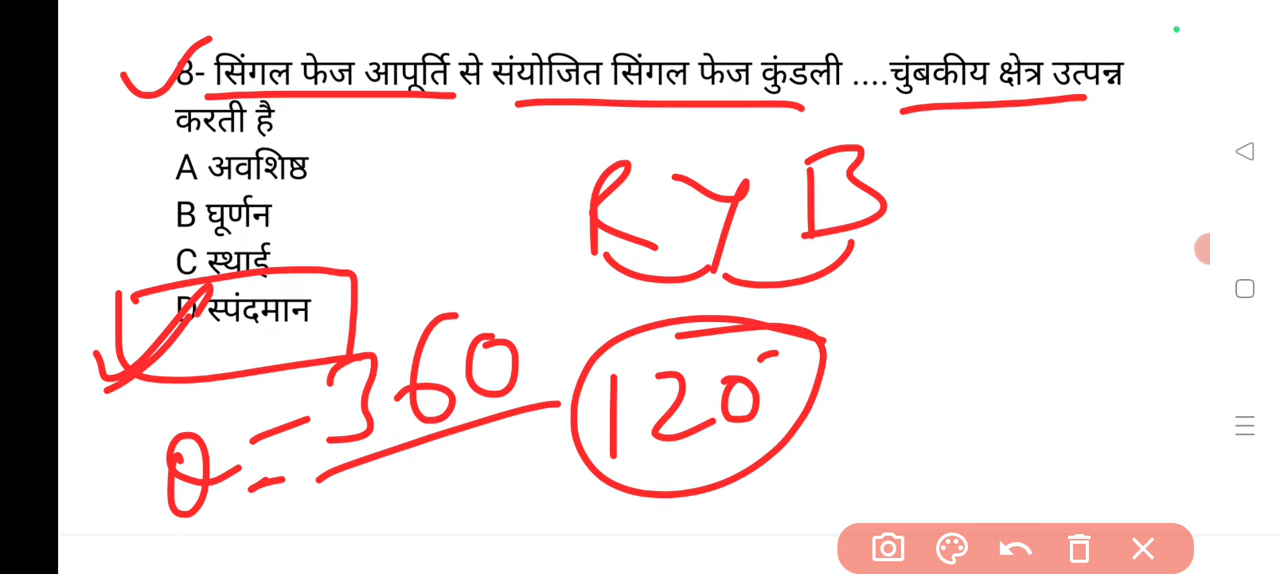 8- सिंगल फेज आपूर्ति से संयोजित सिंगल फेज कुंडली ....चुंबकीय क्षेत्र उत्पन्न
करती है
A अवशिष्ठ
B घूर्णन
C स्थाई
D स्पंदमान
R Y B
120°
θ = 360